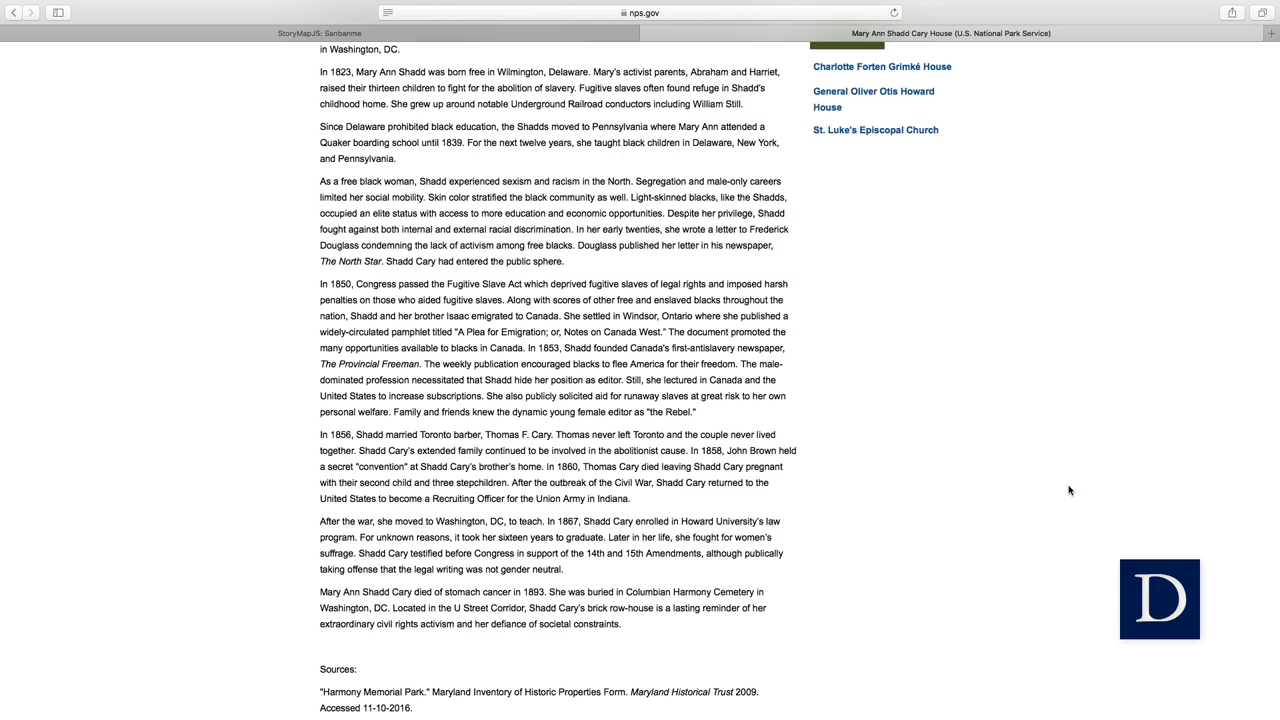 nps.gov
StoryMapJS: Sanbanme
Mary Ann Shadd Cary House (U.S. National Park Service)
in Washington, DC.
In 1823, Mary Ann Shadd was born free in Wilmington, Delaware. Mary's activist parents, Abraham and Harriet,
raised their thirteen children to fight for the abolition of slavery. Fugitive slaves often found refuge in Shadd's
childhood home. She grew up around notable Underground Railroad conductors including William Still.
Since Delaware prohibited black education, the Shadds moved to Pennsylvania where Mary Ann attended a
Quaker boarding school until 1839. For the next twelve years, she taught black children in Delaware, New York,
and Pennsylvania.
As a free black woman, Shadd experienced sexism and racism in the North. Segregation and male-only careers
limited her social mobility. Skin color stratified the black community as well. Light-skinned blacks, like the Shadds,
occupied an elite status with access to more education and economic opportunities. Despite her privilege, Shadd
fought against both internal and external racial discrimination. In her early twenties, she wrote a letter to Frederick
Douglass condemning the lack of activism among free blacks. Douglass published her letter in his newspaper,
The North Star. Shadd Cary had entered the public sphere.
In 1850, Congress passed the Fugitive Slave Act which deprived fugitive slaves of legal rights and imposed harsh
penalties on those who aided fugitive slaves. Along with scores of other free and enslaved blacks throughout the
nation, Shadd and her brother Isaac emigrated to Canada. She settled in Windsor, Ontario where she published a
widely-circulated pamphlet titled "A Plea for Emigration; or, Notes on Canada West." The document promoted the
many opportunities available to blacks in Canada. In 1853, Shadd founded Canada's first-antislavery newspaper,
The Provincial Freeman. The weekly publication encouraged blacks to flee America for their freedom. The male-
dominated profession necessitated that Shadd hide her position as editor. Still, she lectured in Canada and the
United States to increase subscriptions. She also publicly solicited aid for runaway slaves at great risk to her own
personal welfare. Family and friends knew the dynamic young female editor as "the Rebel."
In 1856, Shadd married Toronto barber, Thomas F. Cary. Thomas never left Toronto and the couple never lived
together. Shadd Cary's extended family continued to be involved in the abolitionist cause. In 1858, John Brown held
a secret "convention" at Shadd Cary's brother's home. In 1860, Thomas Cary died leaving Shadd Cary pregnant
with their second child and three stepchildren. After the outbreak of the Civil War, Shadd Cary returned to the
United States to become a Recruiting Officer for the Union Army in Indiana.
After the war, she moved to Washington, DC, to teach. In 1867, Shadd Cary enrolled in Howard University's law
program. For unknown reasons, it took her sixteen years to graduate. Later in her life, she fought for women's
suffrage. Shadd Cary testified before Congress in support of the 14th and 15th Amendments, although publically
taking offense that the legal writing was not gender neutral.
Mary Ann Shadd Cary died of stomach cancer in 1893. She was buried in Columbian Harmony Cemetery in
Washington, DC. Located in the U Street Corridor, Shadd Cary's brick row-house is a lasting reminder of her
extraordinary civil rights activism and her defiance of societal constraints.
Sources:
"Harmony Memorial Park." Maryland Inventory of Historic Properties Form. Maryland Historical Trust 2009.
Accessed 11-10-2016.
Charlotte Forten Grimké House
General Oliver Otis Howard
House
St. Luke's Episcopal Church
D